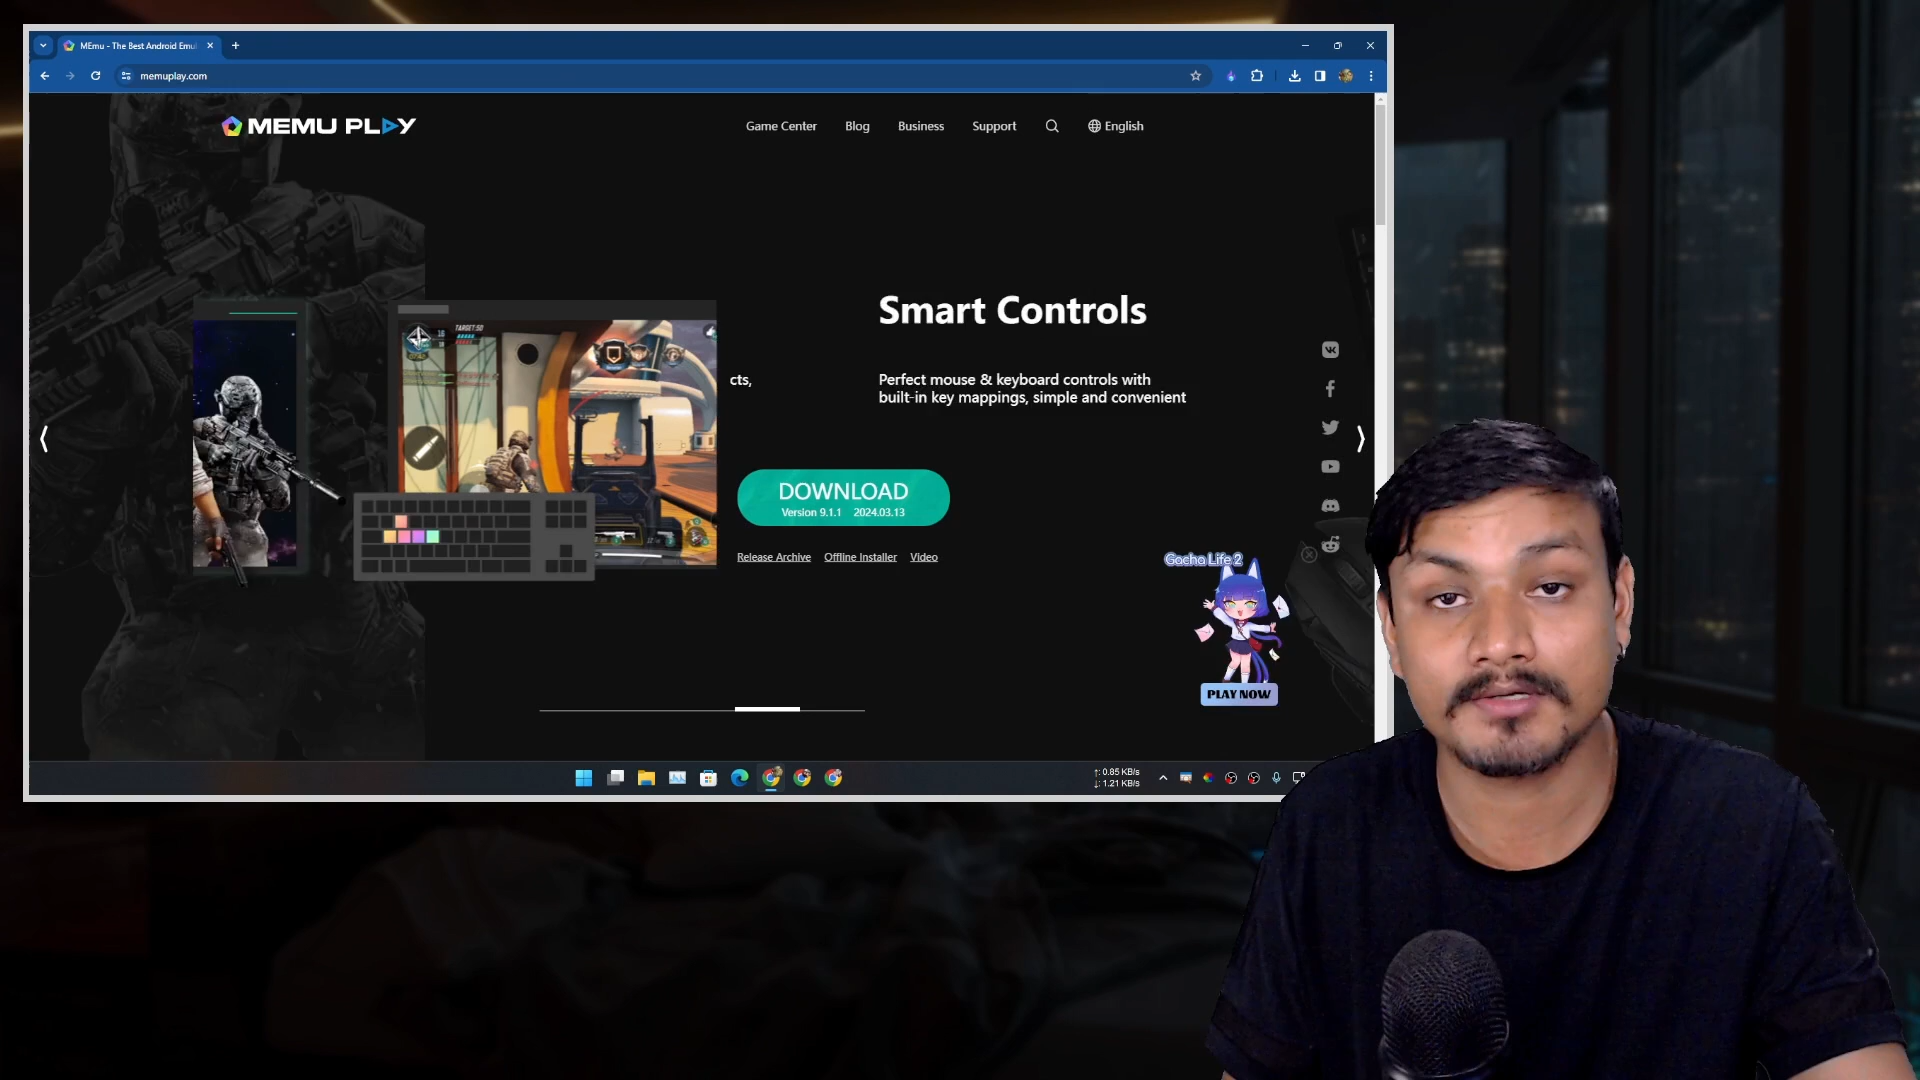 MEmu - The Best Android Emu
memuplay.com
MEMU PLAY
Game Center Blog Business Support English
Smart Controls
cts,
Perfect mouse & keyboard controls with
built-in key mappings, simple and convenient
TARGET:50
DOWNLOAD
Version 9.1.1 2024.03.13
Release Archive Offline Installer Video
Gacha Life 2
PLAY NOW
↑: 0.85 KB/s
↓: 1.21 KB/s